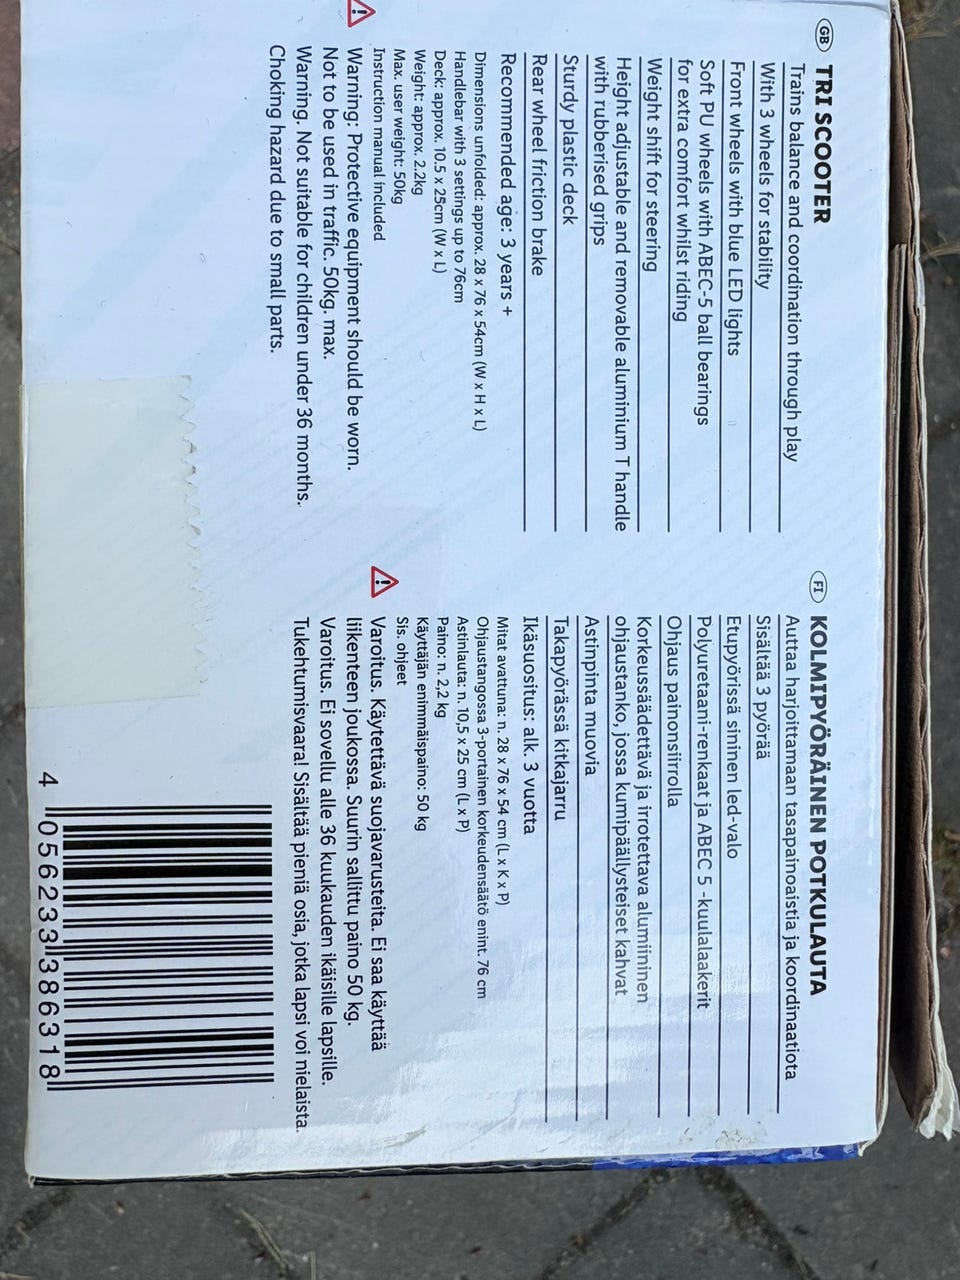 GB TRI SCOOTER
Trains balance and coordination through play
With 3 wheels for stability
Front wheels with blue LED lights
Soft PU wheels with ABEC-5 ball bearings
for extra comfort whilst riding
Weight shift for steering
Height adjustable and removable aluminium T handle
with rubberised grips
Sturdy plastic deck
Rear wheel friction brake
Recommended age: 3 years +
Dimensions unfolded: approx. 28 x 76 x 54cm (W x H x L)
Handlebar with 3 settings up to 76cm
Deck: approx. 10.5 x 25cm (W x L)
Weight: approx. 2.2kg
Max. user weight: 50kg
Instruction manual included
Warning: Protective equipment should be worn.
Not to be used in traffic. 50kg. max.
Warning. Not suitable for children under 36 months.
Choking hazard due to small parts.
FI KOLMIPYÖRÄINEN POTKULAUTA
Auttaa harjoittamaan tasapainoaistia ja koordinaatiota
Sisältää 3 pyörää
Etupyörissä sininen led-valo
Polyuretaani-renkaat ja ABEC 5 -kuulalaakerit
Ohjaus painonsiirrolla
Korkeussäädettävä ja irrotettava alumiininen
ohjaustanko, jossa kumipäällysteiset kahvat
Astinpinta muovia
Takapyörässä kitkajarru
Ikäsuositus: alk. 3 vuotta
Mitat avattuna: n. 28 x 76 x 54 cm (L x K x P)
Ohjaustangossa 3-portainen korkeudensäätö enint. 76 cm
Astinlauta: n. 10,5 x 25 cm (L x P)
Paino: n. 2,2 kg
Käyttäjän enimmäispaino: 50 kg
Sis. ohjeet
Varoitus. Käytettävä suojavarusteita. Ei saa käyttää
liikenteen joukossa. Suurin sallittu paino 50 kg.
Varoitus. Ei sovellu alle 36 kuukauden ikäisille lapsille.
Tukehtumisvaara! Sisältää pieniä osia, jotka lapsi voi nielaista.
4 056233 386318